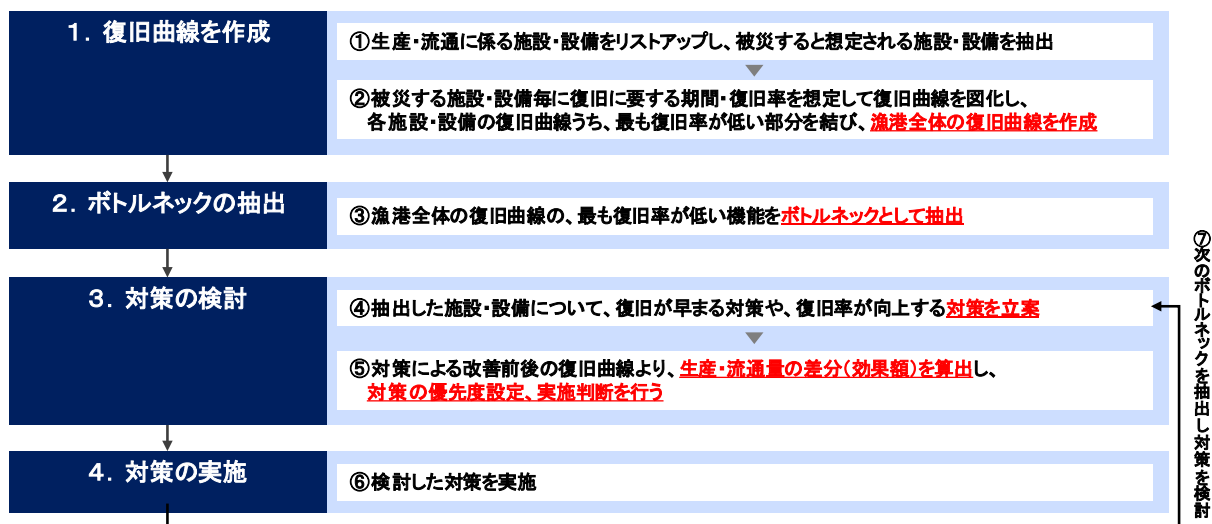 １．復旧曲線を作成
①生産・流通に係る施設・設備をリストアップし、被災すると想定される施設・設備を抽出
②被災する施設・設備毎に復旧に要する期間・復旧率を想定して復旧曲線を図化し、
各施設・設備の復旧曲線うち、最も復旧率が低い部分を結び、漁港全体の復旧曲線を作成
２．ボトルネックの抽出
③漁港全体の復旧曲線の、最も復旧率が低い機能をボトルネックとして抽出
３．対策の検討
④抽出した施設・設備について、復旧が早まる対策や、復旧率が向上する対策を立案
⑤対策による改善前後の復旧曲線より、生産・流通量の差分（効果額）を算出し、
対策の優先度設定、実施判断を行う
４．対策の実施
⑥検討した対策を実施
⑦次のボトルネックを抽出し対策を検討